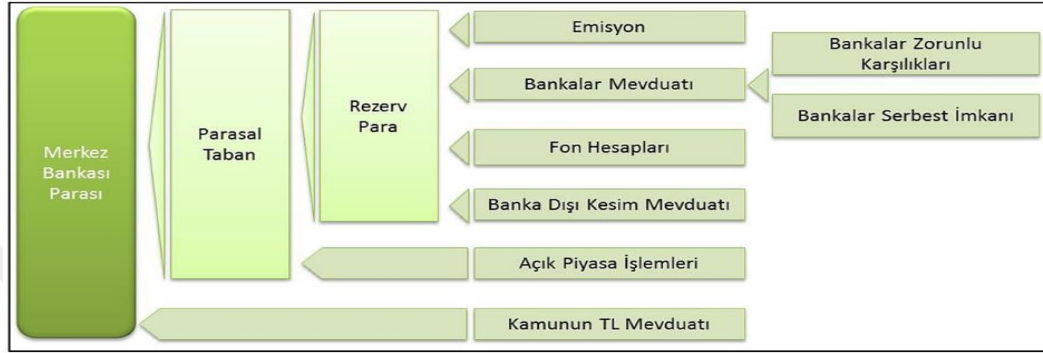 Merkez
Bankası
Parası
Parasal
Taban
Rezerv
Para
Emisyon
Bankalar Mevduatı
Fon Hesapları
Banka Dışı Kesim Mevduatı
Açık Piyasa İşlemleri
Kamunun TL Mevduatı
Bankalar Zorunlu
Karşılıkları
Bankalar Serbest İmkanı